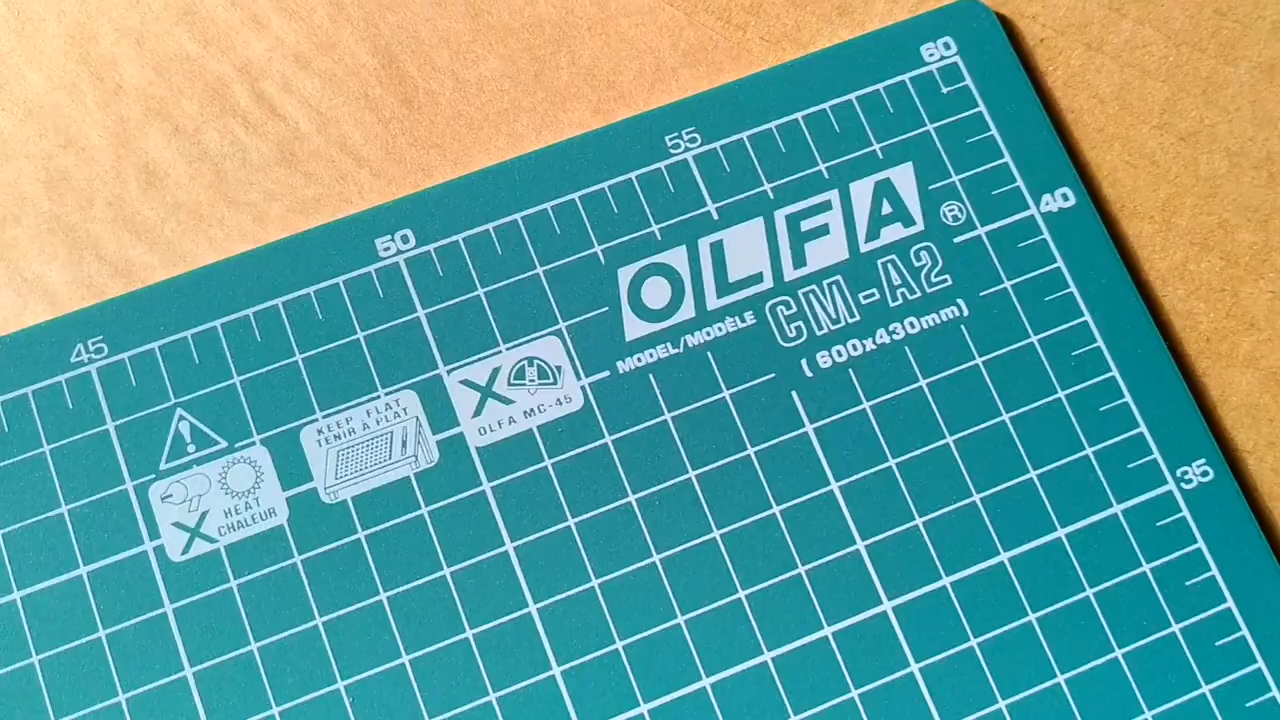 60
55
50
45
40
35
OLFA®
CM-A2
MODEL/MODÈLE
(600x430mm)
X
OLFA MC-45
KEEP FLAT
TENIR A PLAT
X
HEAT
CHALEUR